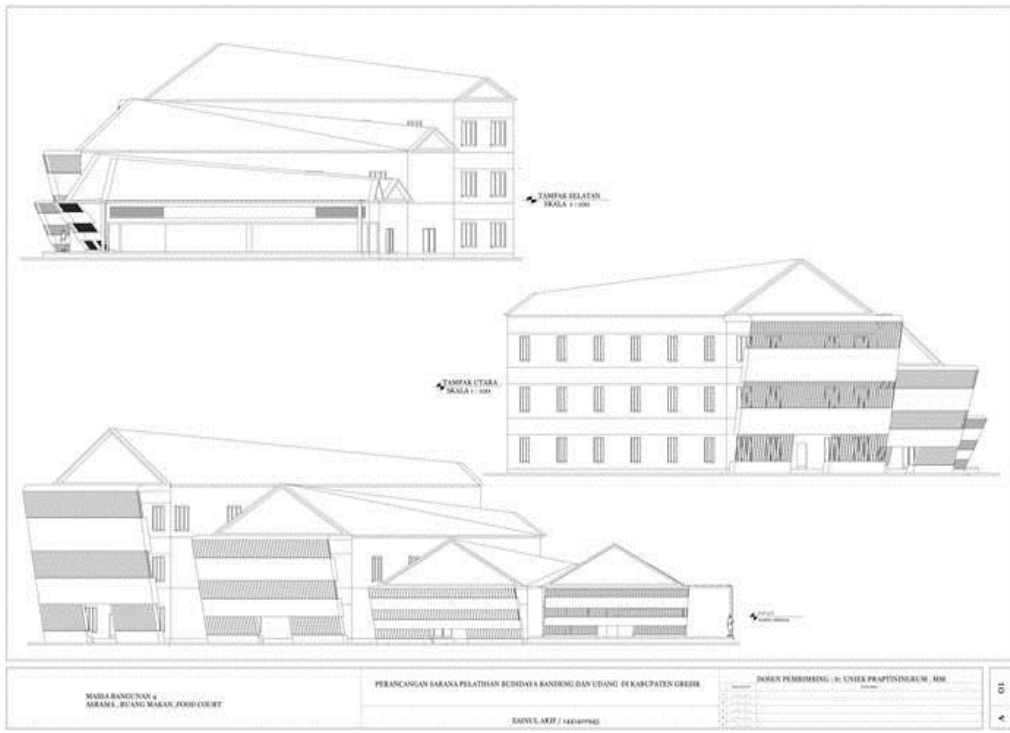 TAMPAK SELATAN
SKALA 1 : 100
TAMPAK UTARA
SKALA 1 : 100
MASSA BANGUNAN 4
ASRAMA , RUANG MAKAN ,FOOD COURT
PERANCANGAN SARANA PELATIHAN BUDIDAYA BANDENG DAN UDANG DI KABUPATEN GRESIK
ZAINUL ARIF /
DOSEN PEMBIMBING : Ir. UNIEK PRAPTININGRUM , MM
10
A